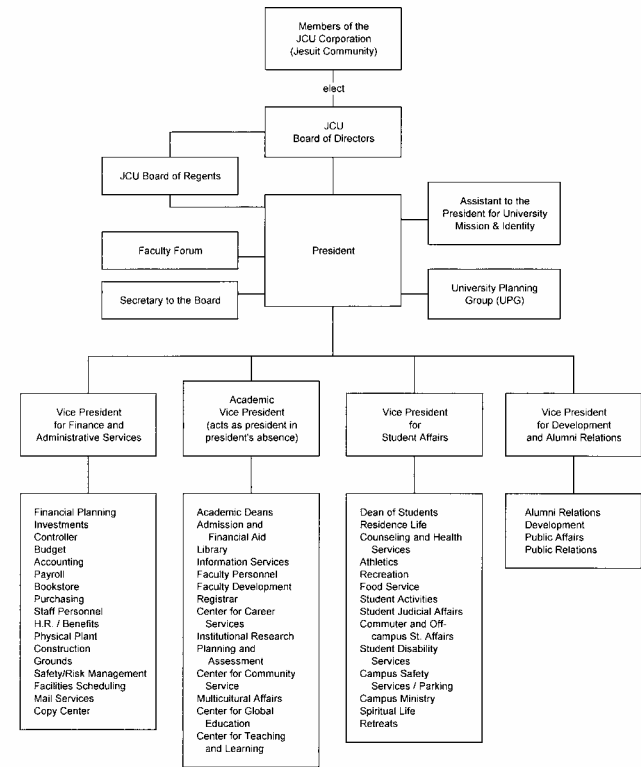 Members of the
JCU Corporation
(Jesuit Community)
elect
JCU
Board of Directors
JCU Board of Regents
Assistant to the
President for University
Mission & Identity
Faculty Forum
President
Secretary to the Board
University Planning
Group (UPG)
Vice President
for Finance and
Administrative Services
Academic
Vice President
(acts as president in
president's absence)
Vice President
for
Student Affairs
Vice President
for Development
and Alumni Relations
Financial Planning
Investments
Controller
Budget
Accounting
Payroll
Bookstore
Purchasing
Staff Personnel
H.R. / Benefits
Physical Plant
Construction
Grounds
Safety/Risk Management
Facilities Scheduling
Mail Services
Copy Center
Academic Deans
Admission and
Financial Aid
Library
Information Services
Faculty Personnel
Faculty Development
Registrar
Center for Career
Services
Institutional Research
Planning and
Assessment
Center for Community
Service
Multicultural Affairs
Center for Global
Education
Center for Teaching
and Learning
Dean of Students
Residence Life
Counseling and Health
Services
Athletics
Recreation
Food Service
Student Activities
Student Judicial Affairs
Commuter and Off-
campus St. Affairs
Student Disability
Services
Campus Safety
Services / Parking
Campus Ministry
Spiritual Life
Retreats
Alumni Relations
Development
Public Affairs
Public Relations